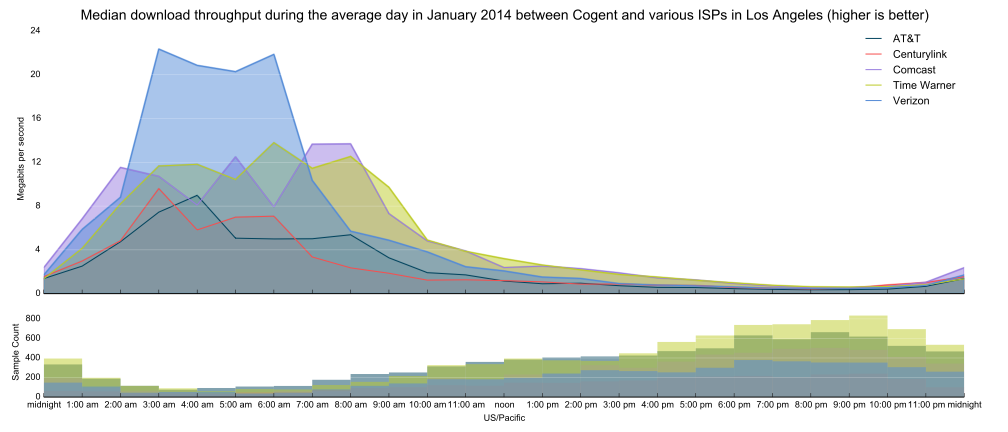 Median download throughput during the average day in January 2014 between Cogent and various ISPs in Los Angeles (higher is better)
24
20
16
12
8
4
0
Megabits per second
AT&T
Centurylink
Comcast
Time Warner
Verizon
800
600
400
200
0
Sample Count
midnight 1:00 am 2:00 am 3:00 am 4:00 am 5:00 am 6:00 am 7:00 am 8:00 am 9:00 am 10:00 am 11:00 am noon 1:00 pm 2:00 pm 3:00 pm 4:00 pm 5:00 pm 6:00 pm 7:00 pm 8:00 pm 9:00 pm 10:00 pm 11:00 pm midnight
US/Pacific